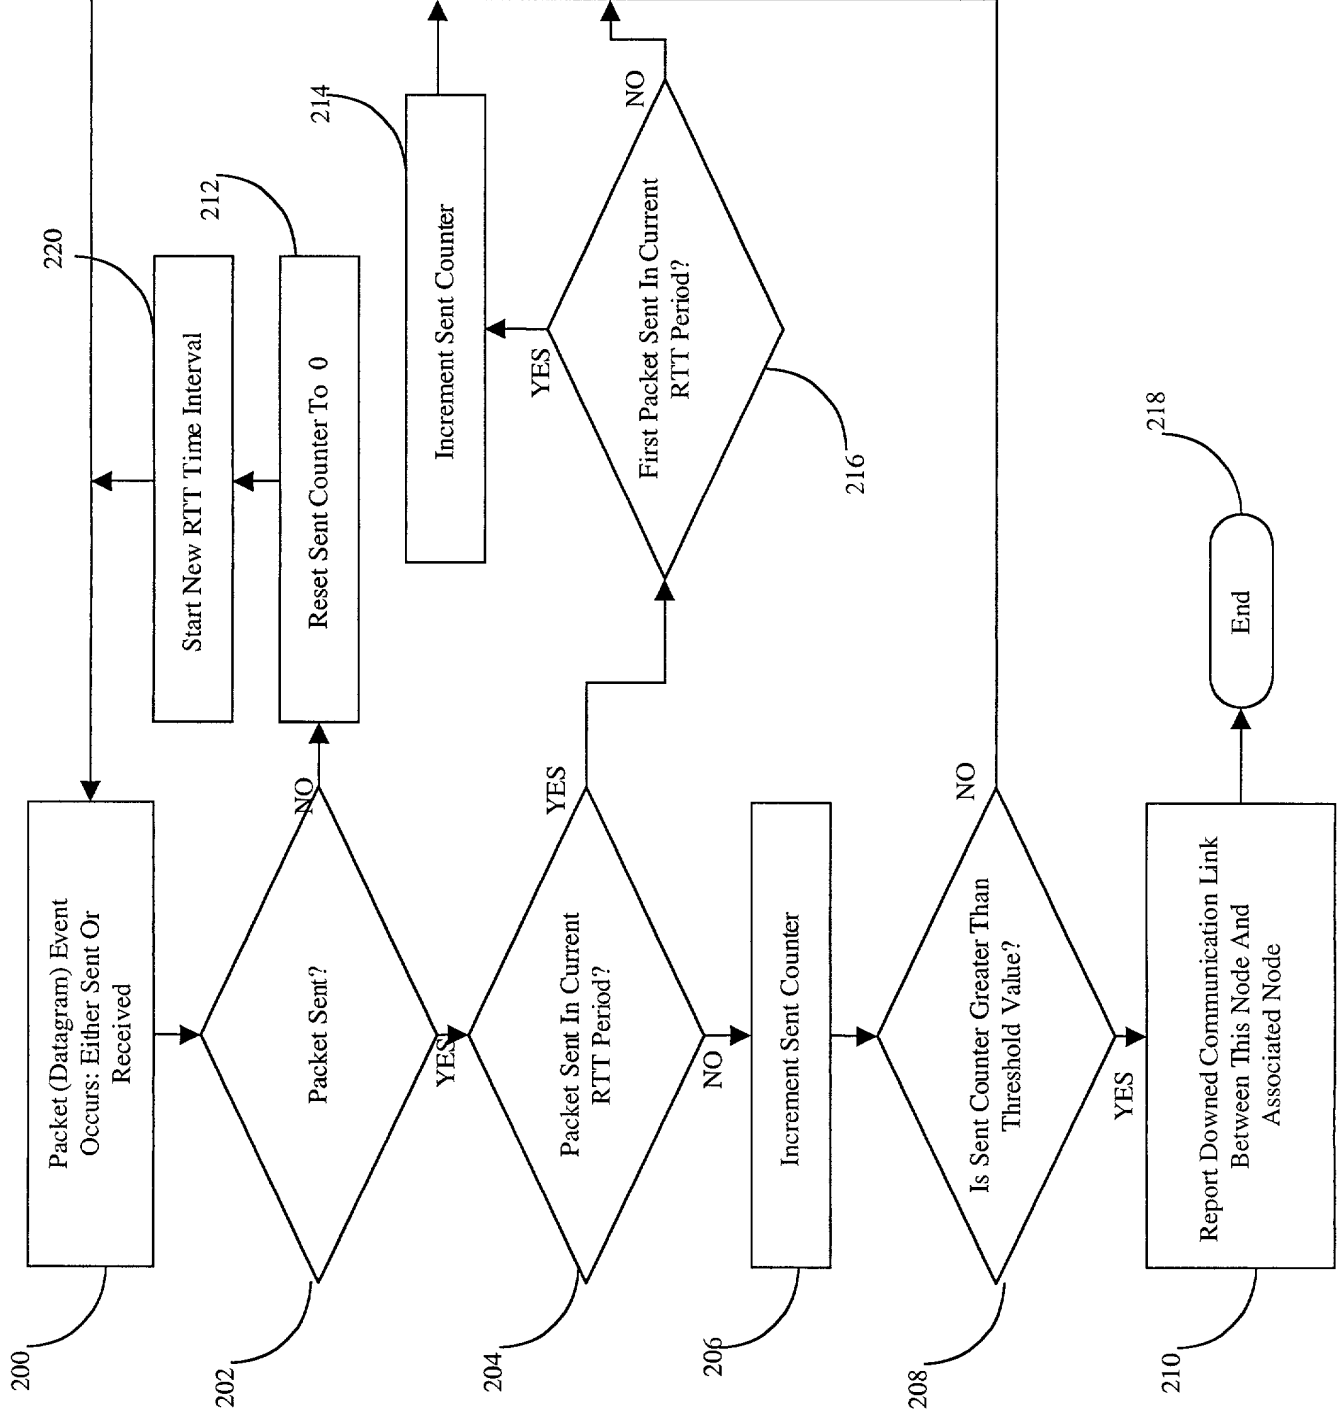 200
Packet (Datagram) Event
Occurs: Either Sent Or
Received
202
Packet Sent?
NO
YES
220
Start New RTT Time Interval
212
Reset Sent Counter To 0
204
Packet Sent In Current
RTT Period?
YES
NO
214
Increment Sent Counter
YES
First Packet Sent In Current
RTT Period?
NO
216
206
Increment Sent Counter
208
Is Sent Counter Greater Than
Threshold Value?
NO
YES
210
Report Downed Communication Link
Between This Node And
Associated Node
218
End